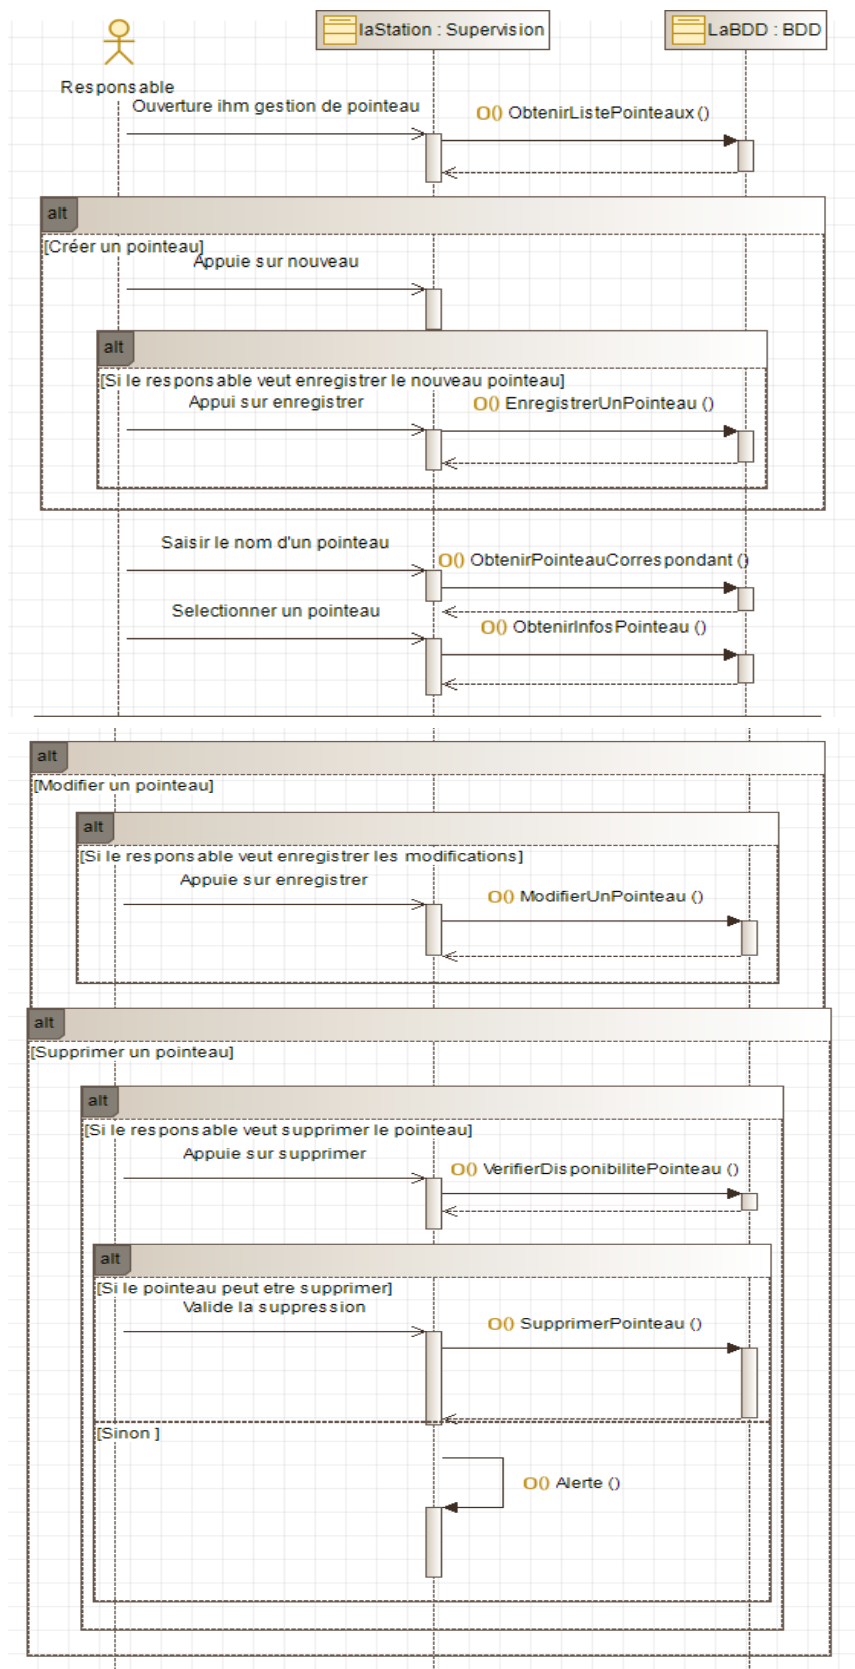 laStation : Supervision
LaBDD : BDD
Responsable
Ouverture ihm gestion de pointeau
O() ObtenirListePointeaux ()
alt
[Créer un pointeau]
Appuie sur nouveau
alt
[Si le responsable veut enregistrer le nouveau pointeau]
Appui sur enregistrer
O() EnregistrerUnPointeau ()
Saisir le nom d'un pointeau
O() ObtenirPointeauCorrespondant ()
Selectionner un pointeau
O() ObtenirInfosPointeau ()
alt
[Modifier un pointeau]
alt
[Si le responsable veut enregistrer les modifications]
Appuie sur enregistrer
O() ModifierUnPointeau ()
alt
[Supprimer un pointeau]
alt
[Si le responsable veut supprimer le pointeau]
Appuie sur supprimer
O() VerifierDisponibilitePointeau ()
alt
[Si le pointeau peut etre supprimer]
Valide la suppression
O() SupprimerPointeau ()
[Sinon ]
O() Alerte ()